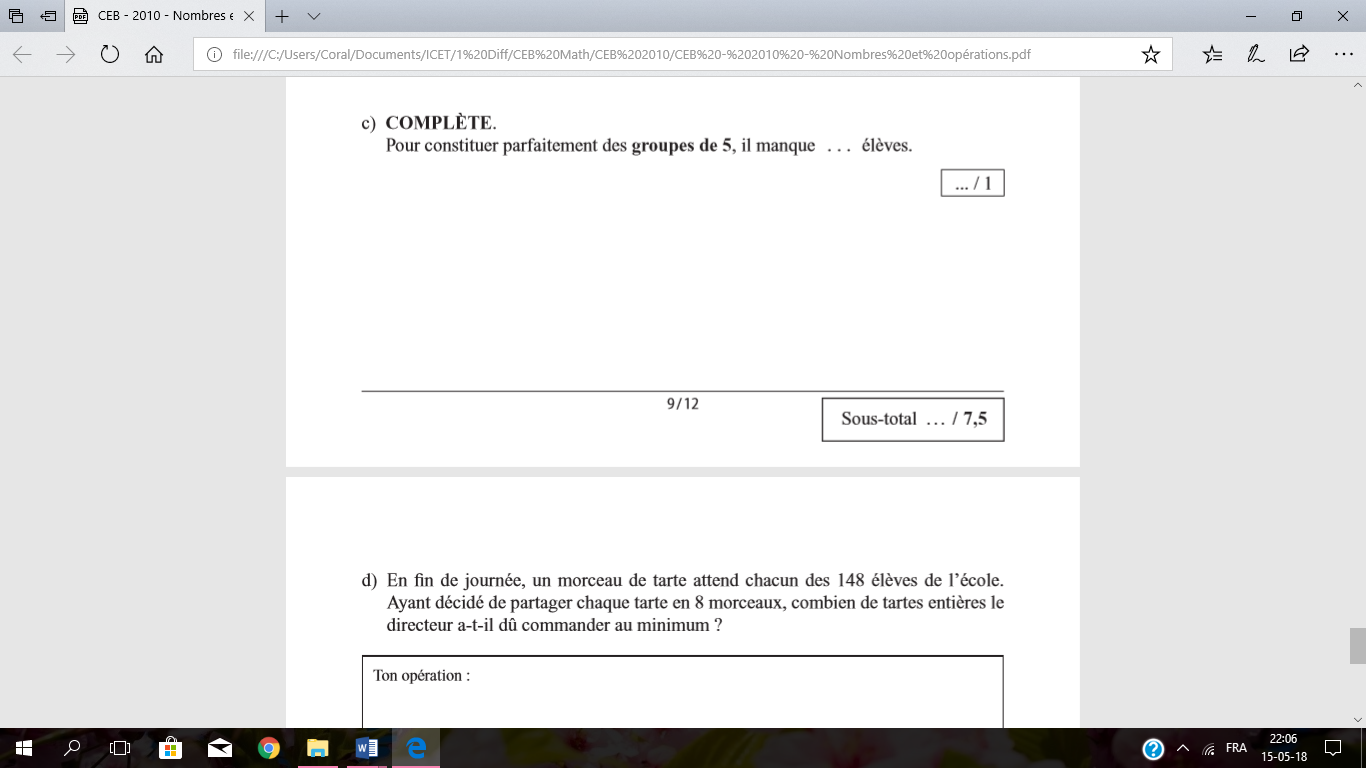 CEB - 2010 - Nombres e
file:///C:/Users/Coral/Documents/ICET/1%20Diff/CEB%20Math/CEB%202010/CEB%20-%202010%20-%20Nombres%20et%20opérations.pdf
c) COMPLÈTE.
Pour constituer parfaitement des groupes de 5, il manque ... élèves.
... / 1
9/12
Sous-total ... / 7,5
d) En fin de journée, un morceau de tarte attend chacun des 148 élèves de l’école.
Ayant décidé de partager chaque tarte en 8 morceaux, combien de tartes entières le
directeur a-t-il dû commander au minimum ?
Ton opération :
FRA
22:06
15-05-18